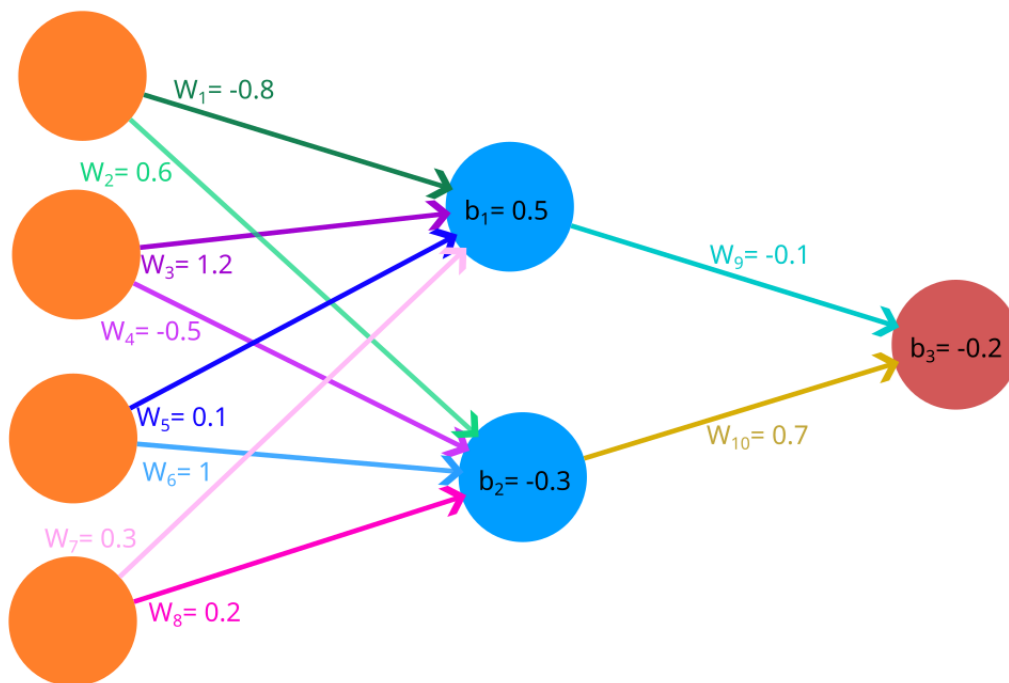 W₁= -0.8
W₂= 0.6
b₁= 0.5
W₃= 1.2
W₉= -0.1
W₄= -0.5
b₃= -0.2
W₅= 0.1
W₁₀= 0.7
W₆= 1
b₂= -0.3
W₇= 0.3
W₈= 0.2